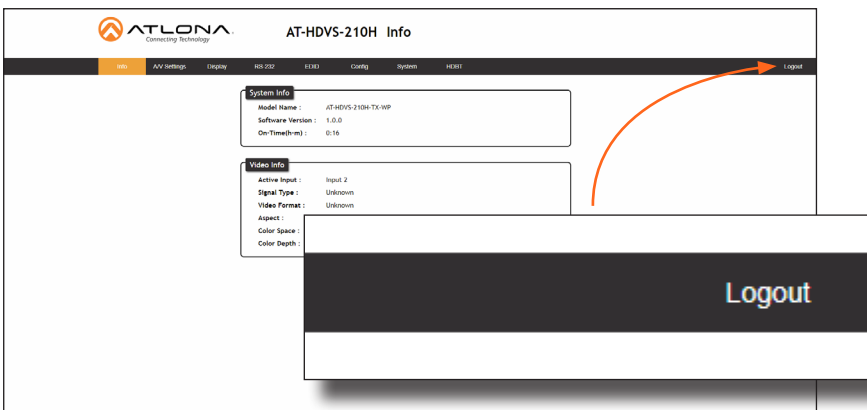 ATLONA.
Connecting Technology
AT-HDVS-210H Info
Info A/V Settings Display RS-232 EDID Config System HDBT Logout
System Info
Model Name : AT-HDVS-210H-TX-WP
Software Version : 1.0.0
On-Time(h-m) : 0:16
Video Info
Active Input : Input 2
Signal Type : Unknown
Video Format : Unknown
Aspect :
Color Space :
Color Depth :
Logout